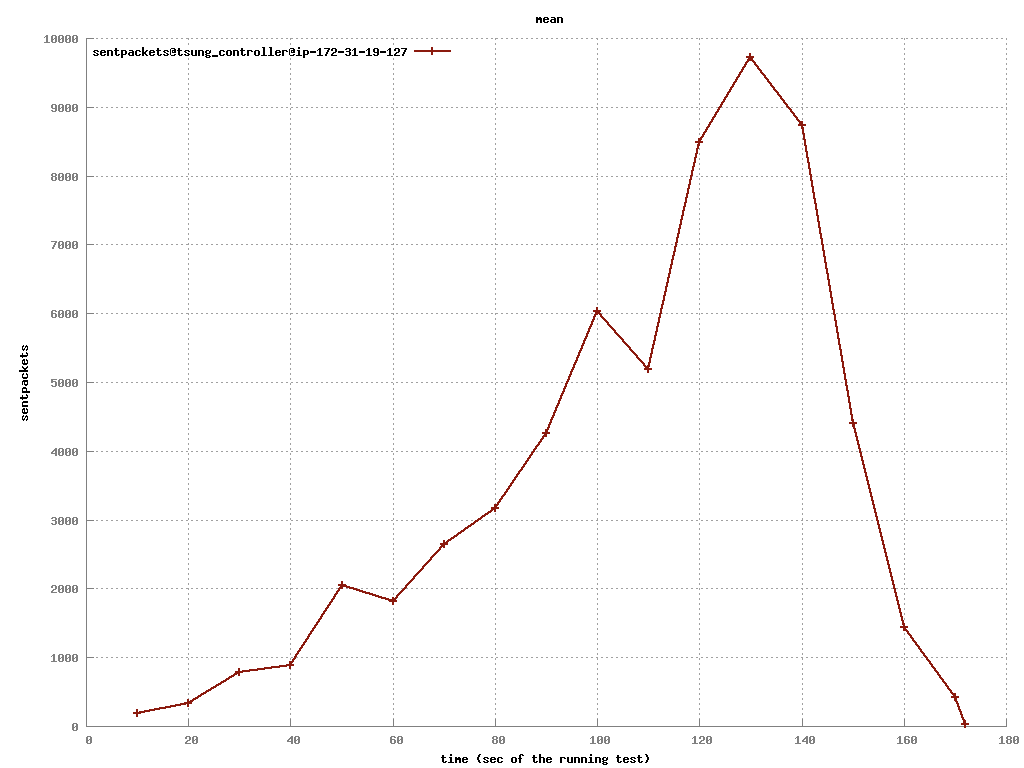 mean
10000
sentpackets@tsung_controller@ip-172-31-19-127
9000
8000
7000
6000
5000
4000
3000
2000
1000
0
sentpackets
0 20 40 60 80 100 120 140 160 180
time (sec of the running test)